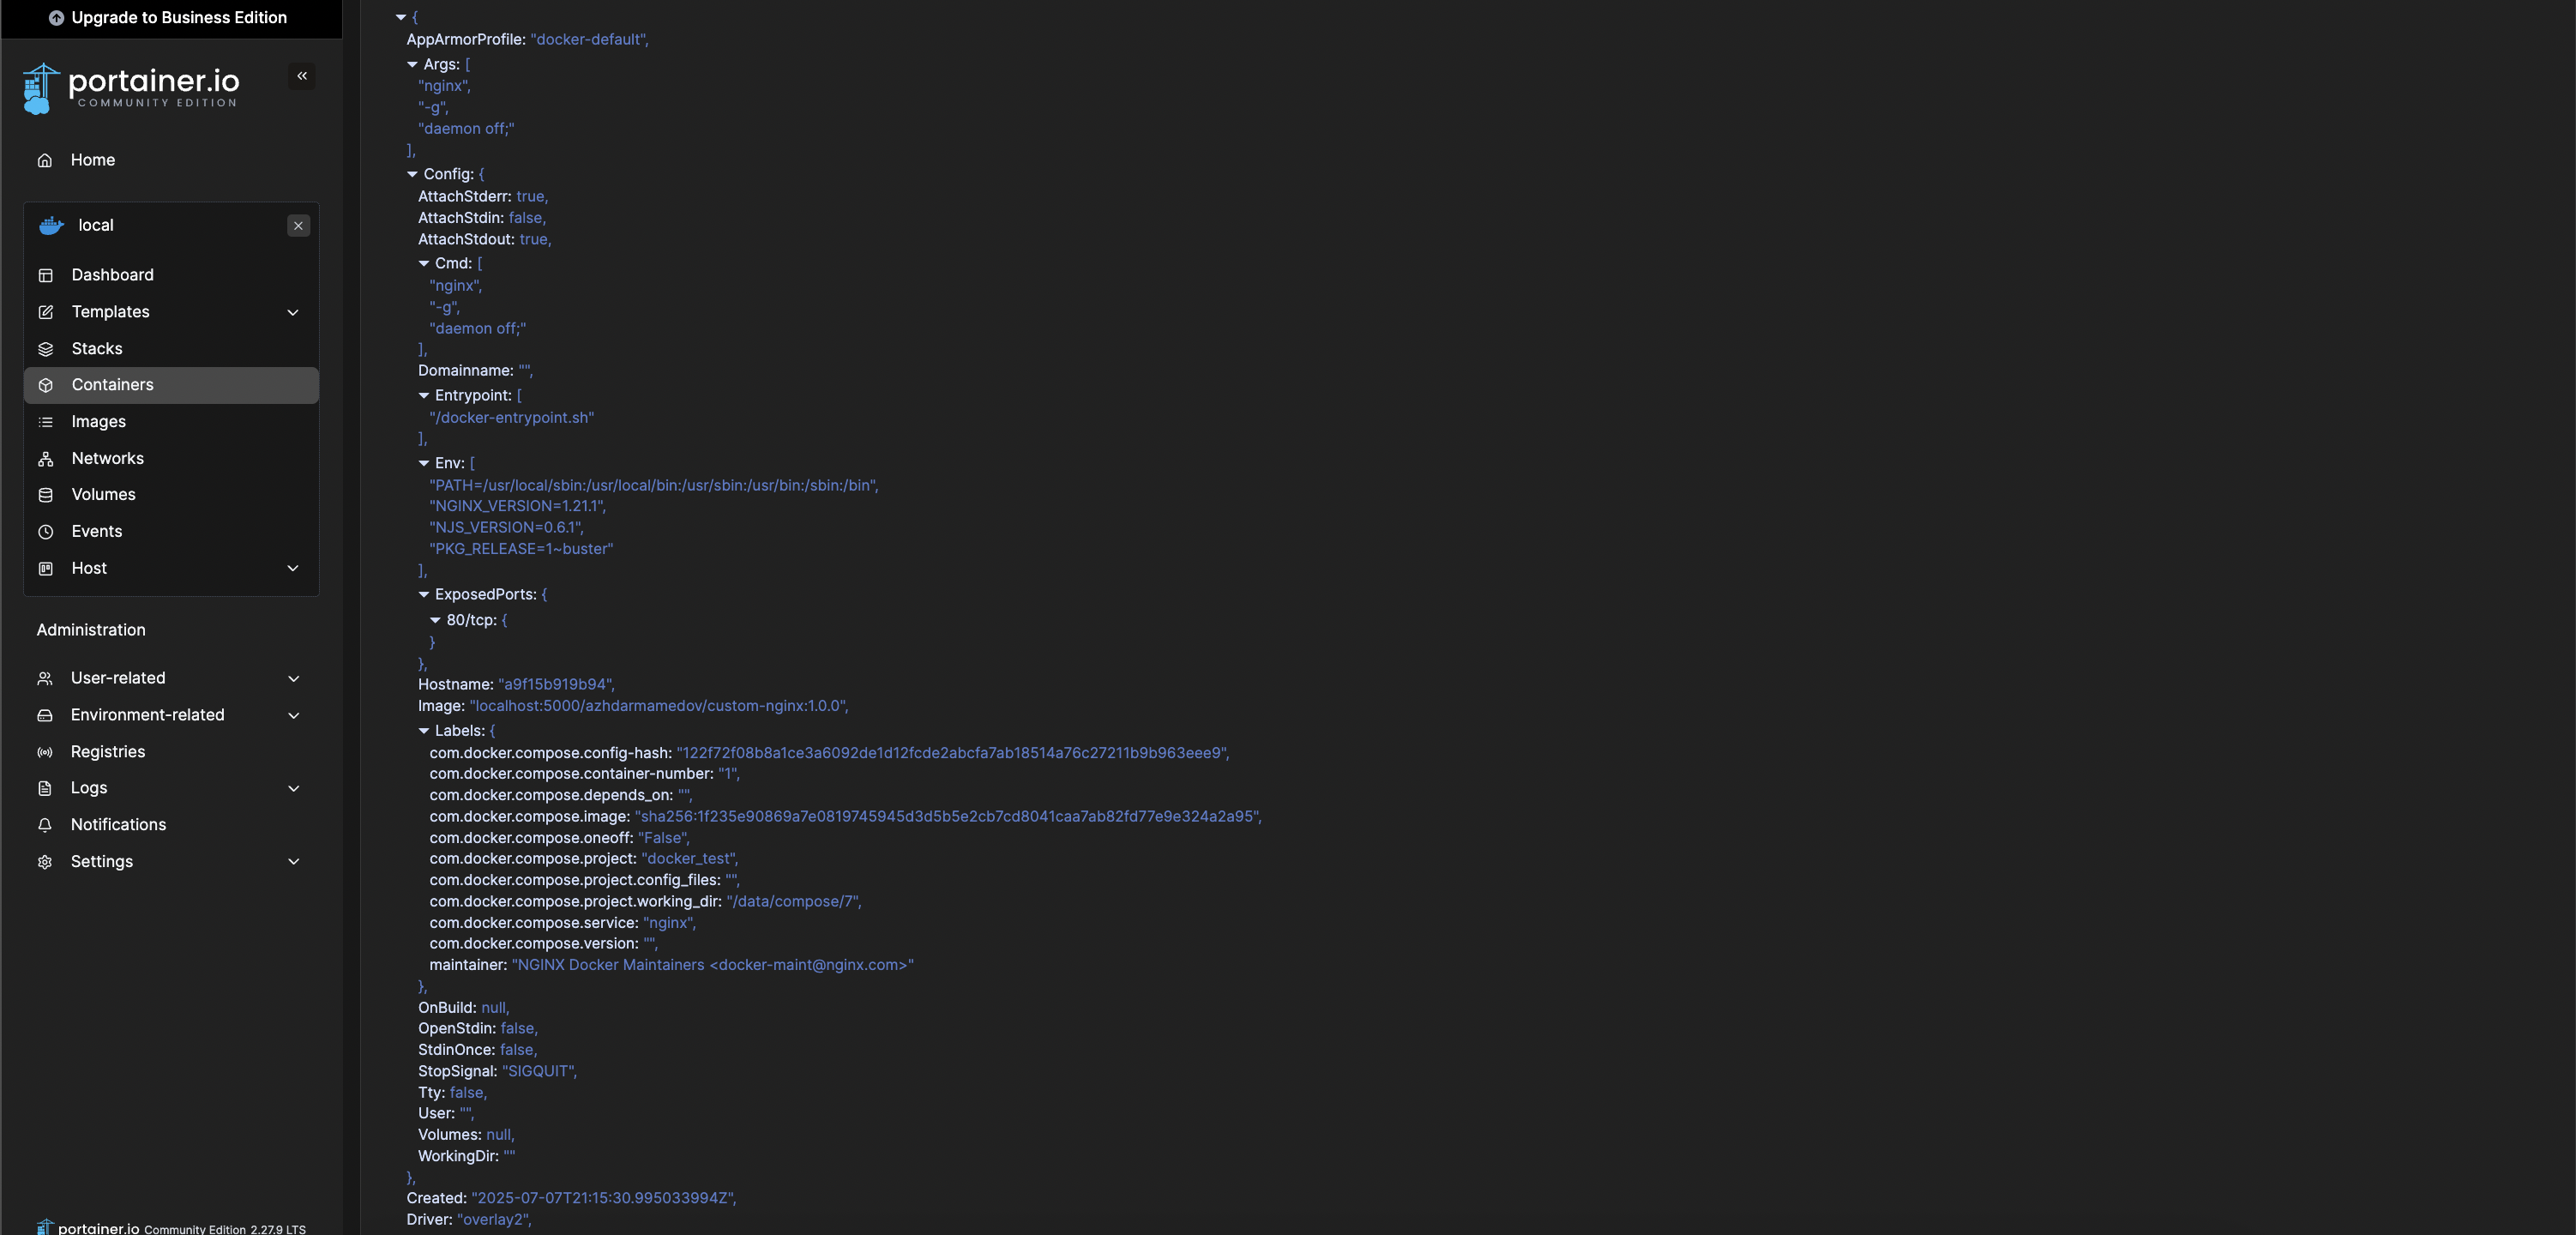 Upgrade to Business Edition
portainer.io
COMMUNITY EDITION
Home
local
Dashboard
Templates
Stacks
Containers
Images
Networks
Volumes
Events
Host
Administration
User-related
Environment-related
Registries
Logs
Notifications
Settings
portainer.io Community Edition 2.27.9 LTS
{
AppArmorProfile: "docker-default",
Args: [
"nginx",
"-g",
"daemon off;"
],
Config: {
AttachStderr: true,
AttachStdin: false,
AttachStdout: true,
Cmd: [
"nginx",
"-g",
"daemon off;"
],
Domainname: "",
Entrypoint: [
"/docker-entrypoint.sh"
],
Env: [
"PATH=/usr/local/sbin:/usr/local/bin:/usr/sbin:/usr/bin:/sbin:/bin",
"NGINX_VERSION=1.21.1",
"NJS_VERSION=0.6.1",
"PKG_RELEASE=1~buster"
],
ExposedPorts: {
80/tcp: {
}
},
Hostname: "a9f15b919b94",
Image: "localhost:5000/azhdarmamedov/custom-nginx:1.0.0",
Labels: {
com.docker.compose.config-hash: "122f72f08b8a1ce3a6092de1d12fcde2abcfa7ab18514a76c27211b9b963eee9",
com.docker.compose.container-number: "1",
com.docker.compose.depends_on: "",
com.docker.compose.image: "sha256:1f235e90869a7e0819745945d3d5b5e2cb7cd8041caa7ab82fd77e9e324a2a95",
com.docker.compose.oneoff: "False",
com.docker.compose.project: "docker_test",
com.docker.compose.project.config_files: "",
com.docker.compose.project.working_dir: "/data/compose/7",
com.docker.compose.service: "nginx",
com.docker.compose.version: "",
maintainer: "NGINX Docker Maintainers <docker-maint@nginx.com>"
},
OnBuild: null,
OpenStdin: false,
StdinOnce: false,
StopSignal: "SIGQUIT",
Tty: false,
User: "",
Volumes: null,
WorkingDir: ""
},
Created: "2025-07-07T21:15:30.995033994Z",
Driver: "overlay2",